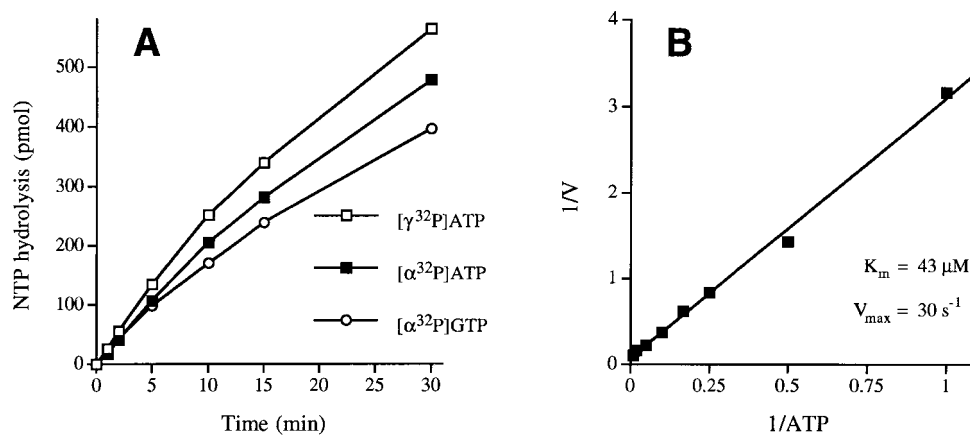 A
NTP hydrolysis (pmol)
500
400
300
200
100
0
0
5
10
15
20
25
30
Time (min)
[γ³²P]ATP
[α³²P]ATP
[α³²P]GTP
B
1/V
4
3
2
1
0
0
0.25
0.5
0.75
1
1/ATP
Kₘ = 43 μM
Vₘₐₓ = 30 s⁻¹